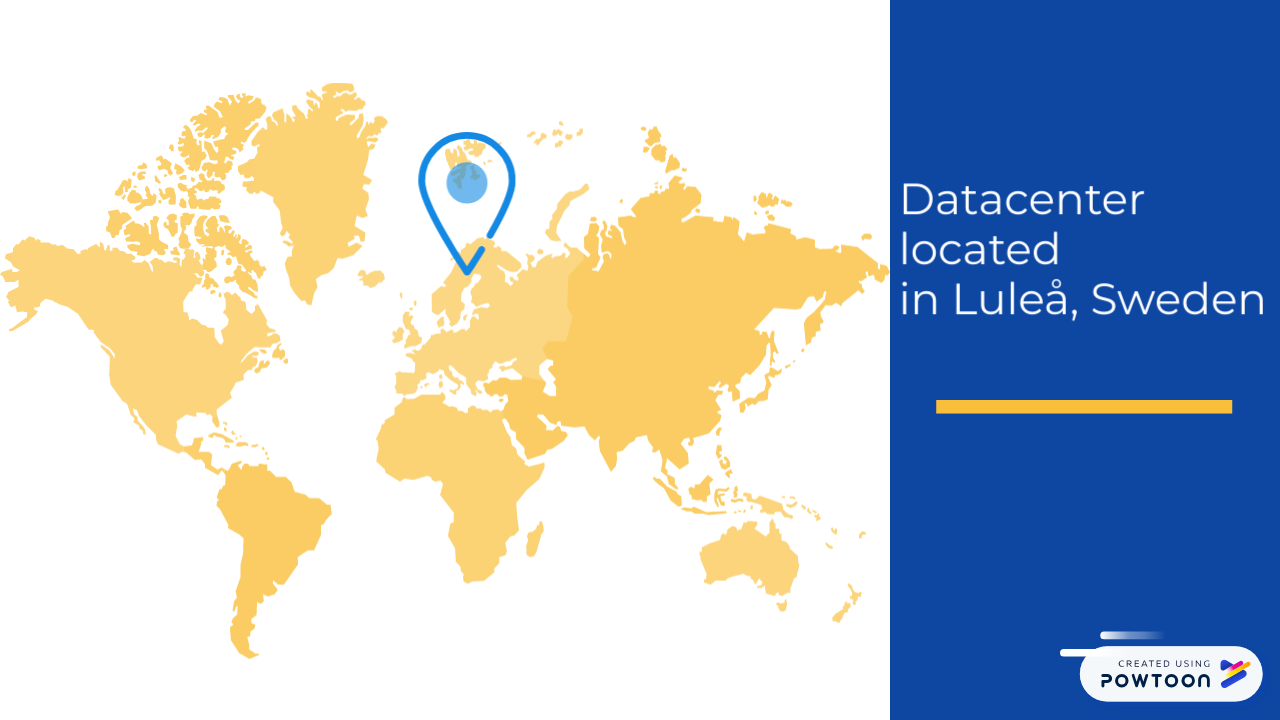 Datacenter
located
in Luleå, Sweden
CREATED USING
POWTOON